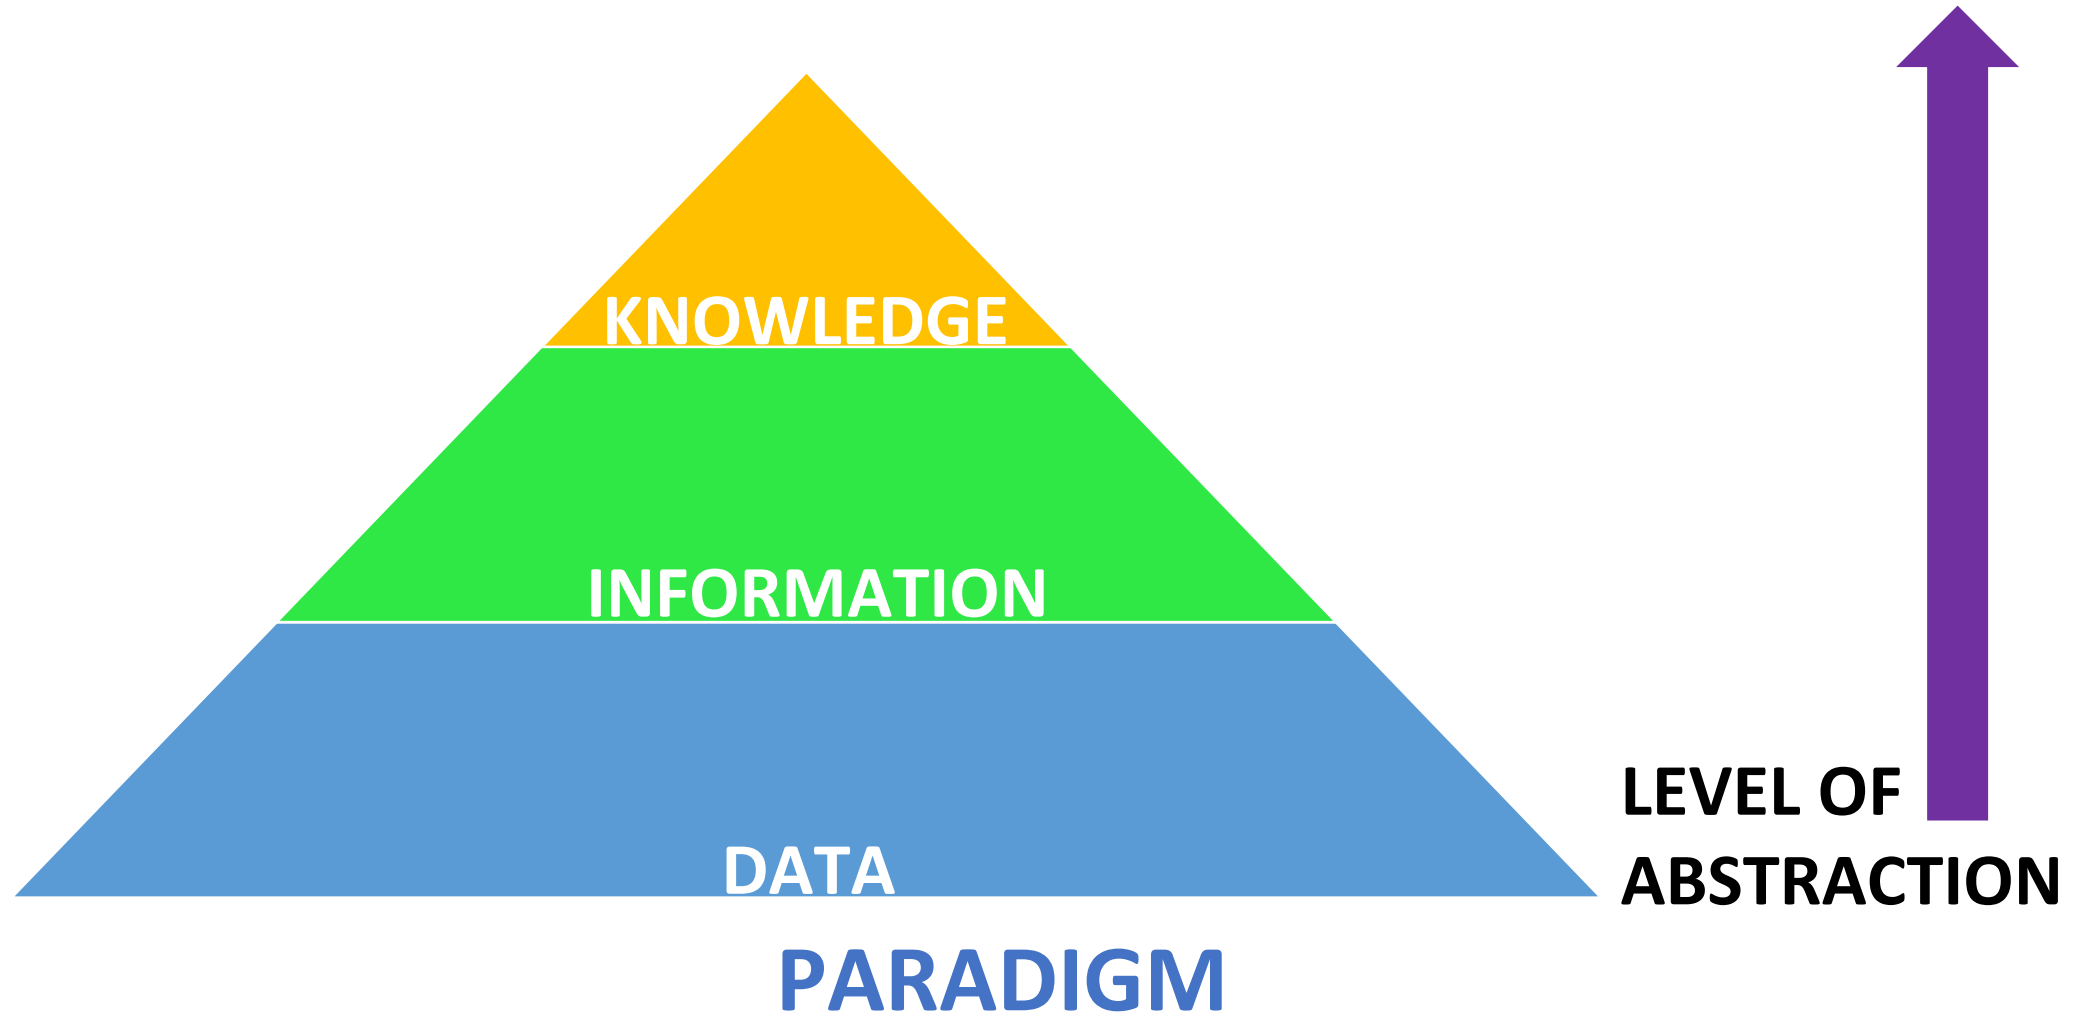 KNOWLEDGE
INFORMATION
DATA
LEVEL OF
ABSTRACTION
PARADIGM